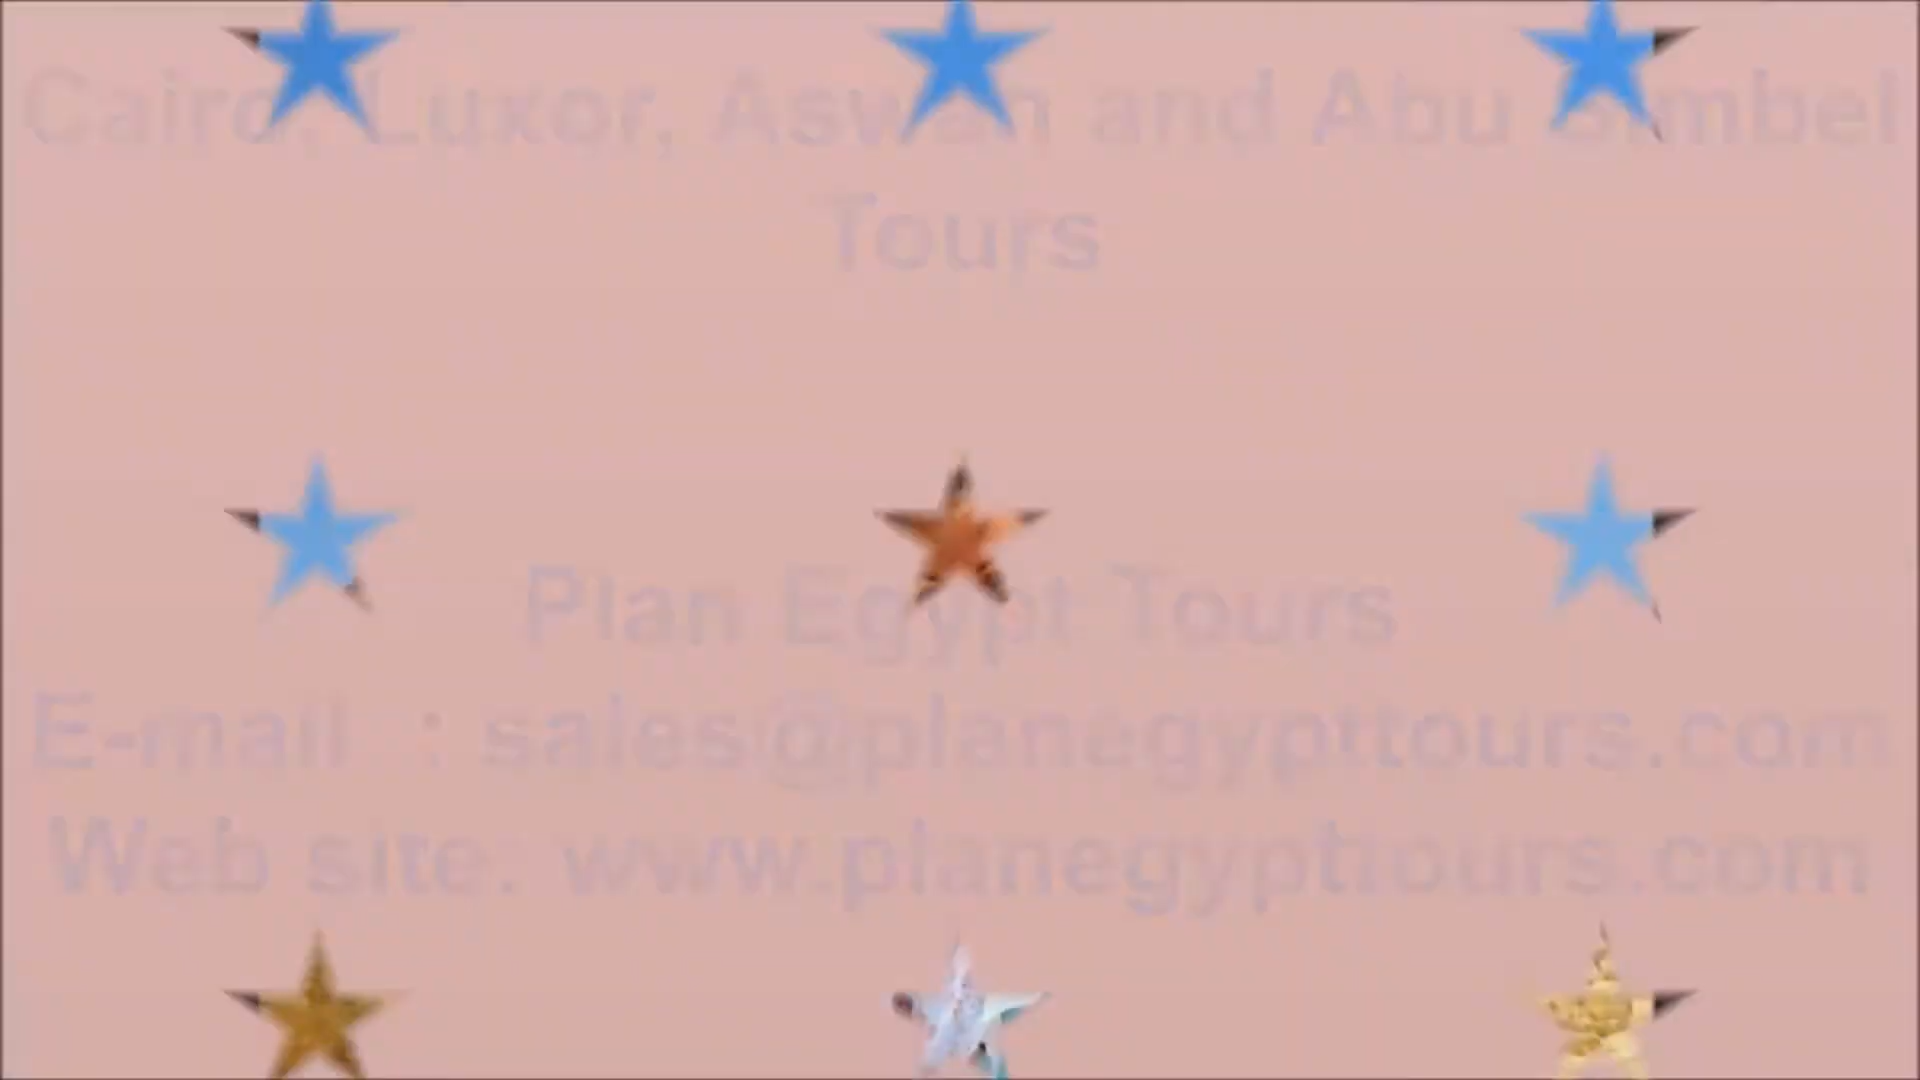 Cairo, Luxor, Aswan and Abu Simbel
Tours
Plan Egypt Tours
E-mail : sales@planegypttours.com
Web site. www.planegypttours.com